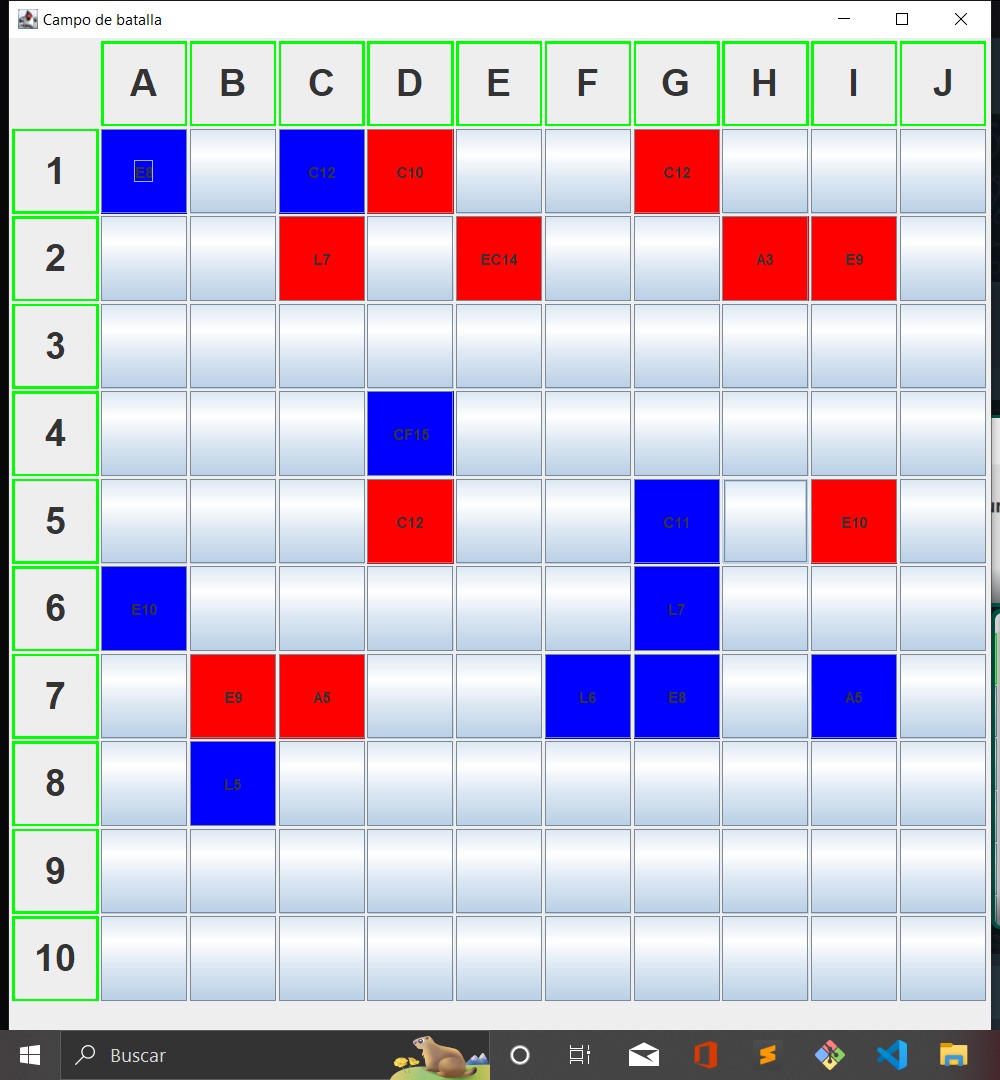 Campo de batalla
A B C D E F G H I J
1 E8 C12 C10 C12
2 L7 EC14 A3 E9
3
4 CF15
5 C12 C11 E10
6 E10 L7
7 E9 A5 L6 E8 A5
8 L5
9
10
Buscar